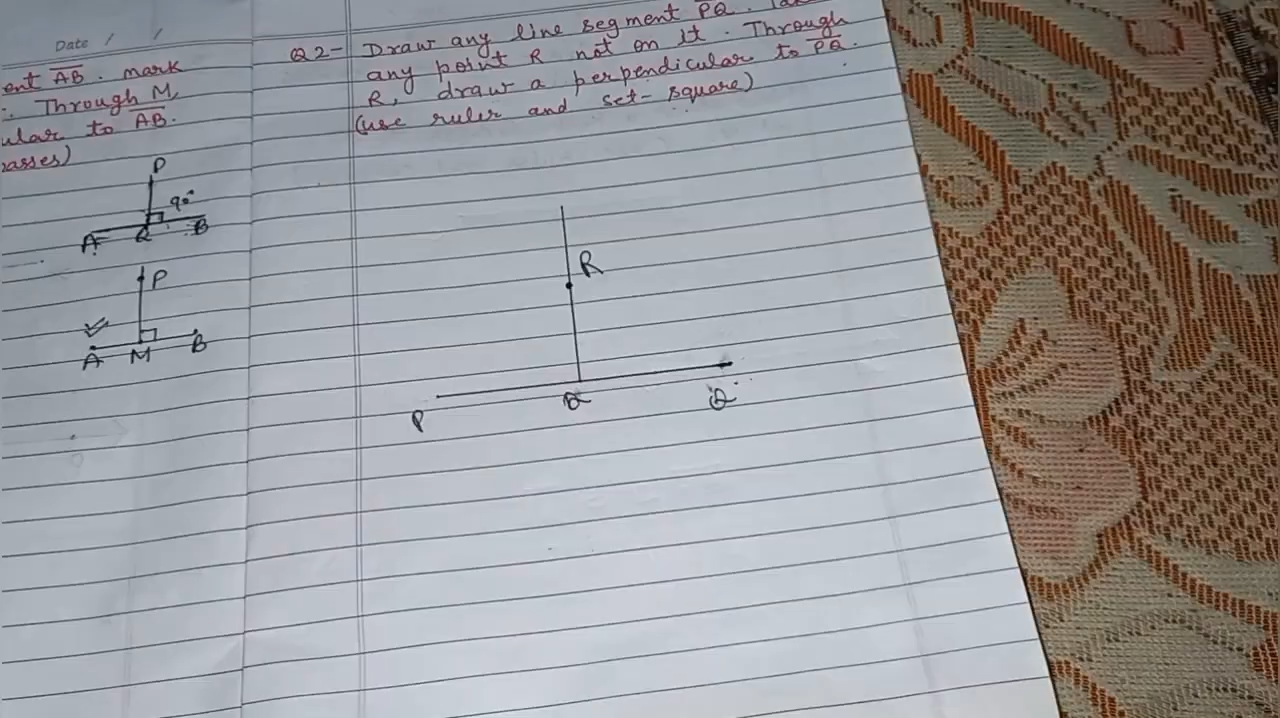 Date / /
ent AB. mark
: Through M,
ular to AB.
asses)
P
90°
A Q B
P
A M B
Q2- Draw any line segment PQ.
any point R not on it. Through
R, draw a perpendicular to PQ.
(use ruler and set-square)
R
P Q